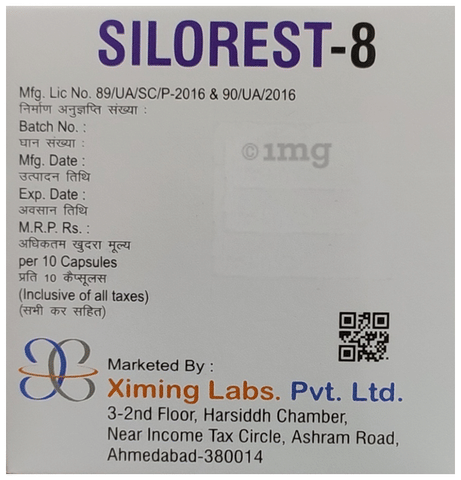 SILOREST-8
Mfg. Lic No. 89/UA/SC/P-2016 & 90/UA/2016
निर्माण अनुज्ञप्ति संख्या :
Batch No. :
घान संख्या :
Mfg. Date :
उत्पादन तिथि
Exp. Date :
अवसान तिथि
M.R.P. Rs. :
अधिकतम खुदरा मूल्य
per 10 Capsules
प्रति 10 कैप्सूलस
(Inclusive of all taxes)
(सभी कर सहित)
©1mg
Marketed By :
Ximing Labs. Pvt. Ltd.
3-2nd Floor, Harsiddh Chamber,
Near Income Tax Circle, Ashram Road,
Ahmedabad-380014